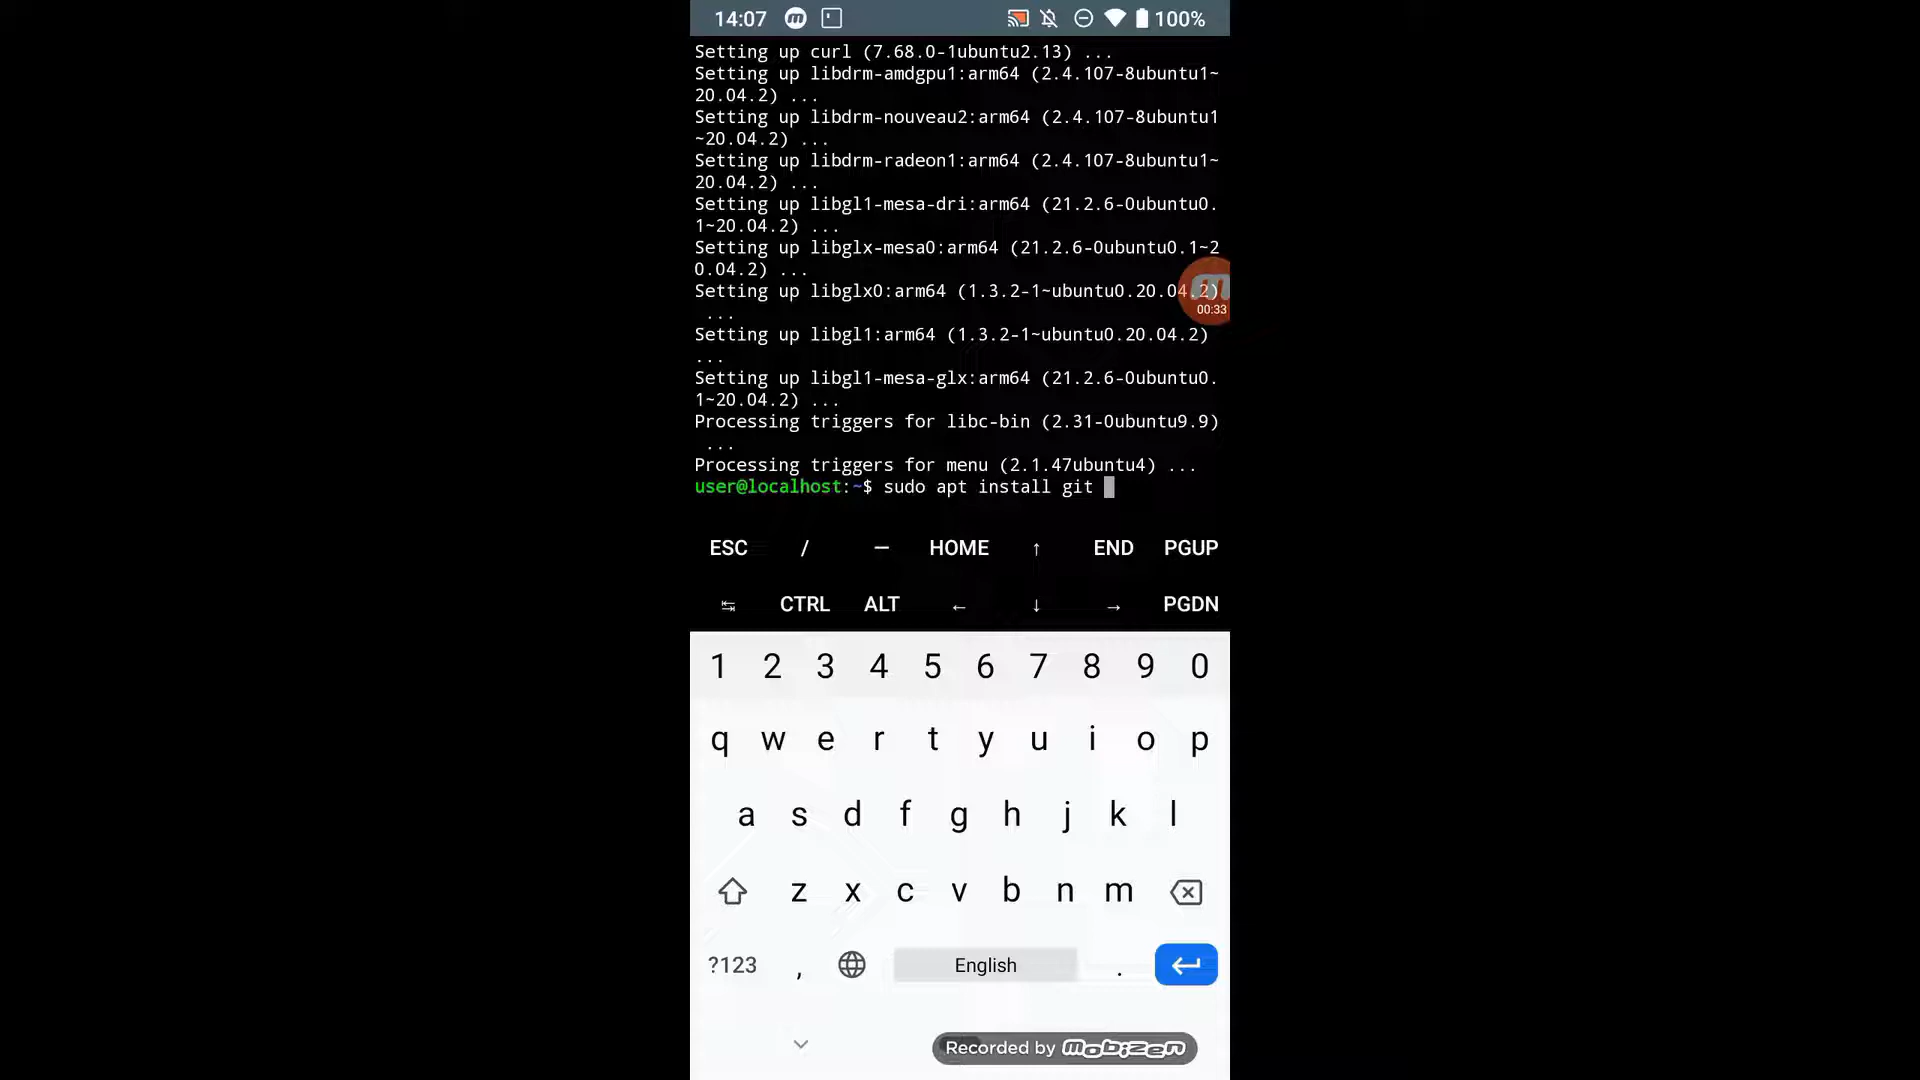 14:07 100%
Setting up curl (7.68.0-1ubuntu2.13) ...
Setting up libdrm-amdgpu1:arm64 (2.4.107-8ubuntu1~
20.04.2) ...
Setting up libdrm-nouveau2:arm64 (2.4.107-8ubuntu1
~20.04.2) ...
Setting up libdrm-radeon1:arm64 (2.4.107-8ubuntu1~
20.04.2) ...
Setting up libgl1-mesa-dri:arm64 (21.2.6-0ubuntu0.
1~20.04.2) ...
Setting up libglx-mesa0:arm64 (21.2.6-0ubuntu0.1~2
0.04.2) ...
Setting up libglx0:arm64 (1.3.2-1~ubuntu0.20.04.2)
...
00:33
Setting up libgl1:arm64 (1.3.2-1~ubuntu0.20.04.2)
...
Setting up libgl1-mesa-glx:arm64 (21.2.6-0ubuntu0.
1~20.04.2) ...
Processing triggers for libc-bin (2.31-0ubuntu9.9)
...
Processing triggers for menu (2.1.47ubuntu4) ...
user@localhost:~$ sudo apt install git
ESC / — HOME ↑ END PGUP
↹ CTRL ALT ← ↓ → PGDN
1 2 3 4 5 6 7 8 9 0
q w e r t y u i o p
a s d f g h j k l
z x c v b n m
?123 , English .
Recorded by Mobizen